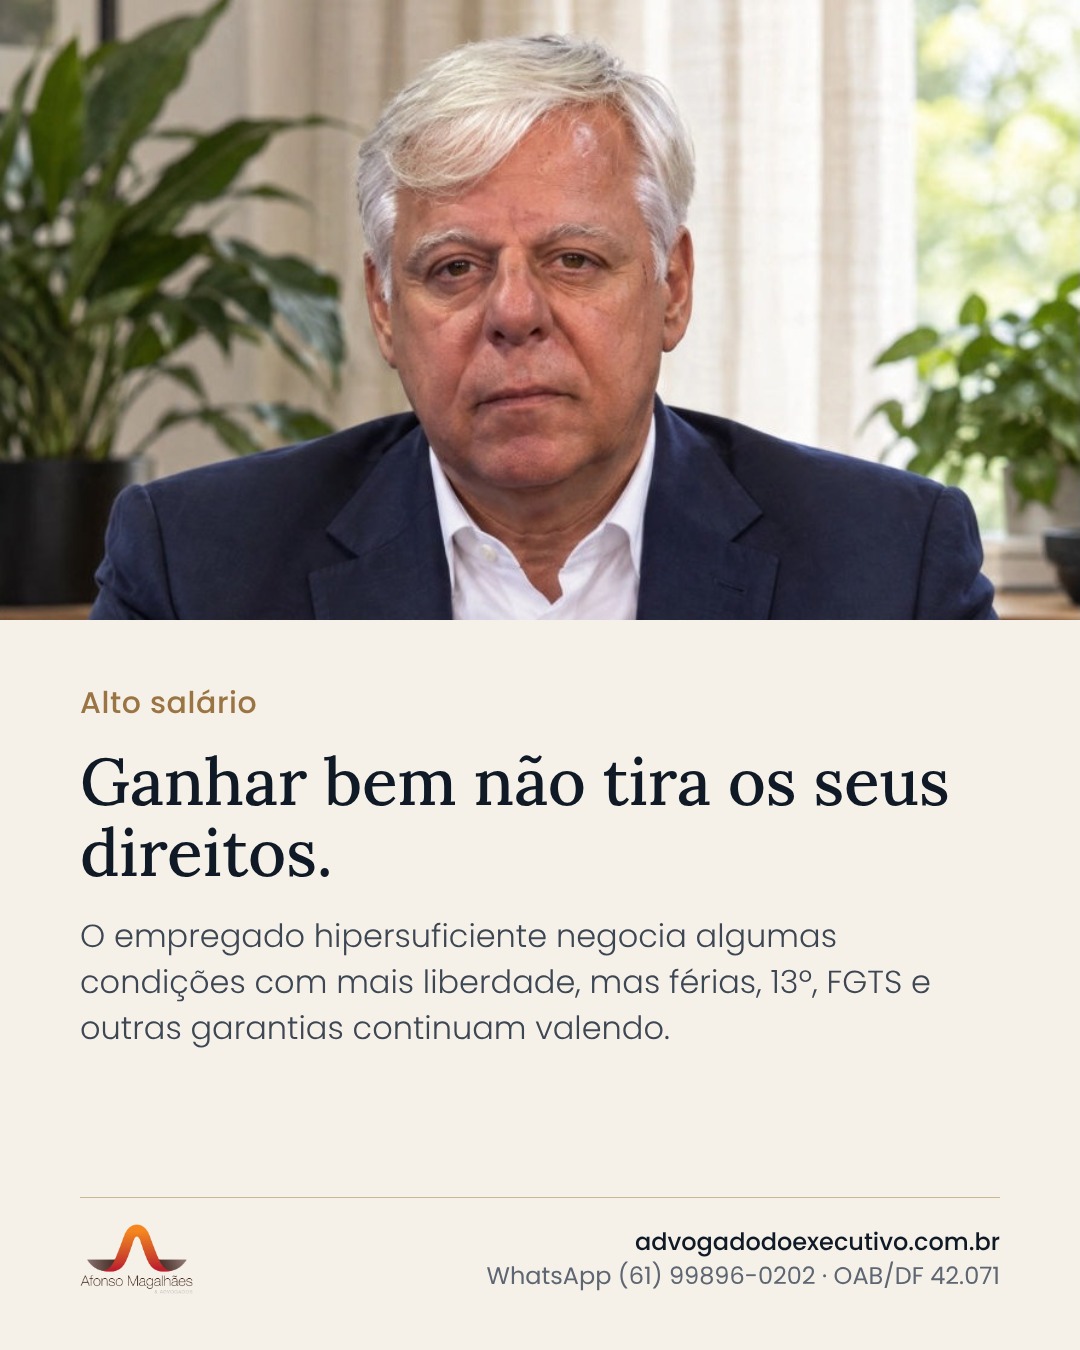 Alto salário
Ganhar bem não tira os seus
direitos.
O empregado hipersuficiente negocia algumas
condições com mais liberdade, mas férias, 13º, FGTS e
outras garantias continuam valendo.
Afonso Magalhães
advogadodoexecutivo.com.br
WhatsApp (61) 99896-0202 · OAB/DF 42.071